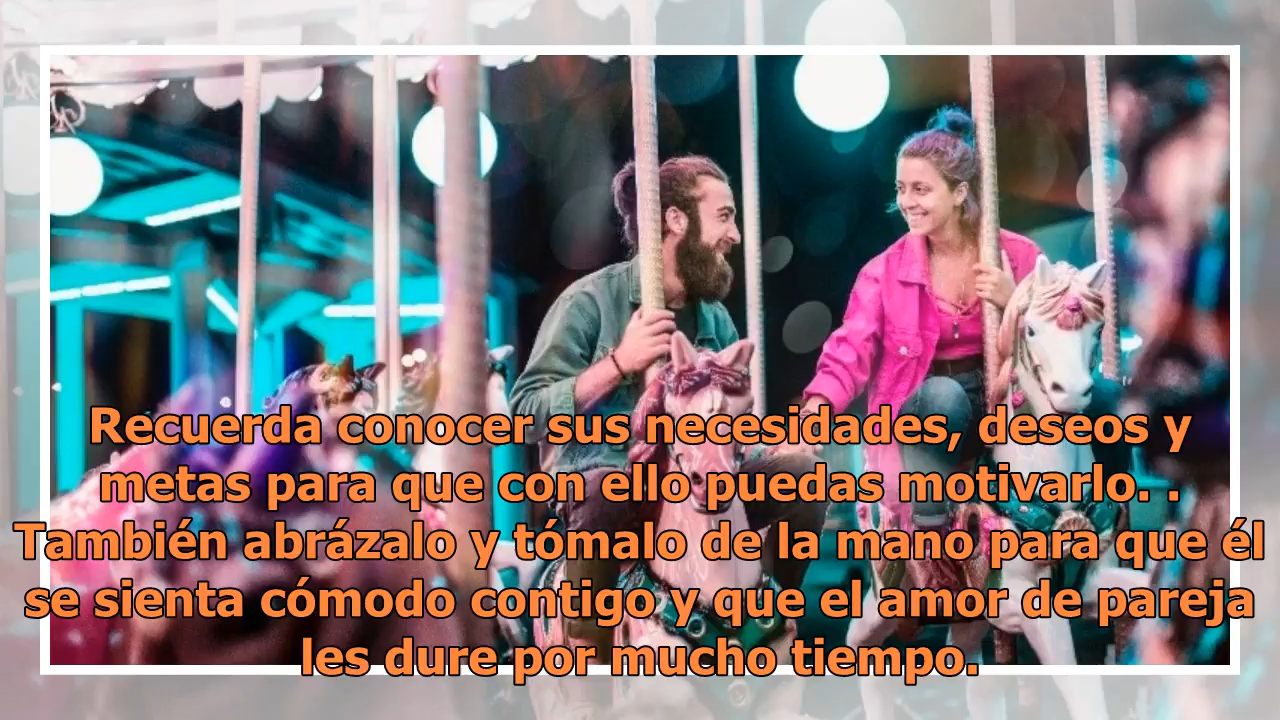 Recuerda conocer sus necesidades, deseos y
metas para que con ello puedas motivarlo. .
También abrázalo y tómalo de la mano para que él
se sienta cómodo contigo y que el amor de pareja
les dure por mucho tiempo.